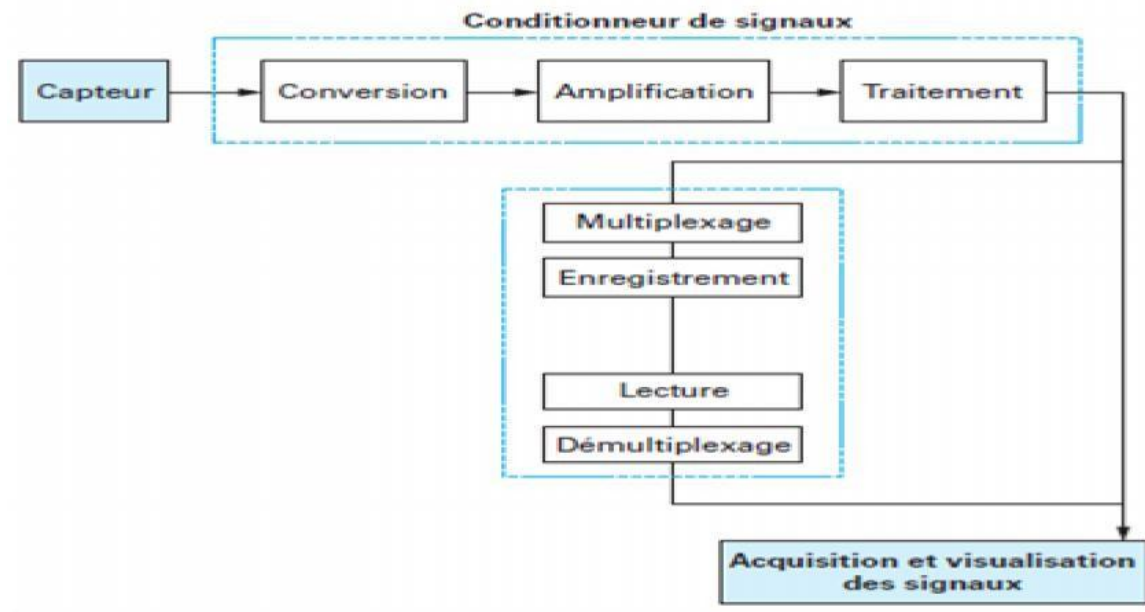 Conditionneur de signaux
Capteur
Conversion
Amplification
Traitement
Multiplexage
Enregistrement
Lecture
Démultiplexage
Acquisition et visualisation
des signaux